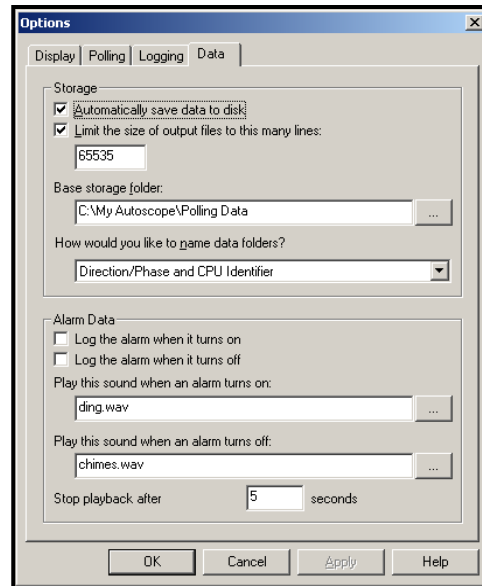 Options
Display Polling Logging Data
Storage
Automatically save data to disk
Limit the size of output files to this many lines:
65535
Base storage folder:
C:\My Autoscope\Polling Data ...
How would you like to name data folders?
Direction/Phase and CPU Identifier
Alarm Data
Log the alarm when it turns on
Log the alarm when it turns off
Play this sound when an alarm turns on:
ding.wav ...
Play this sound when an alarm turns off:
chimes.wav ...
Stop playback after 5 seconds
OK Cancel Apply Help